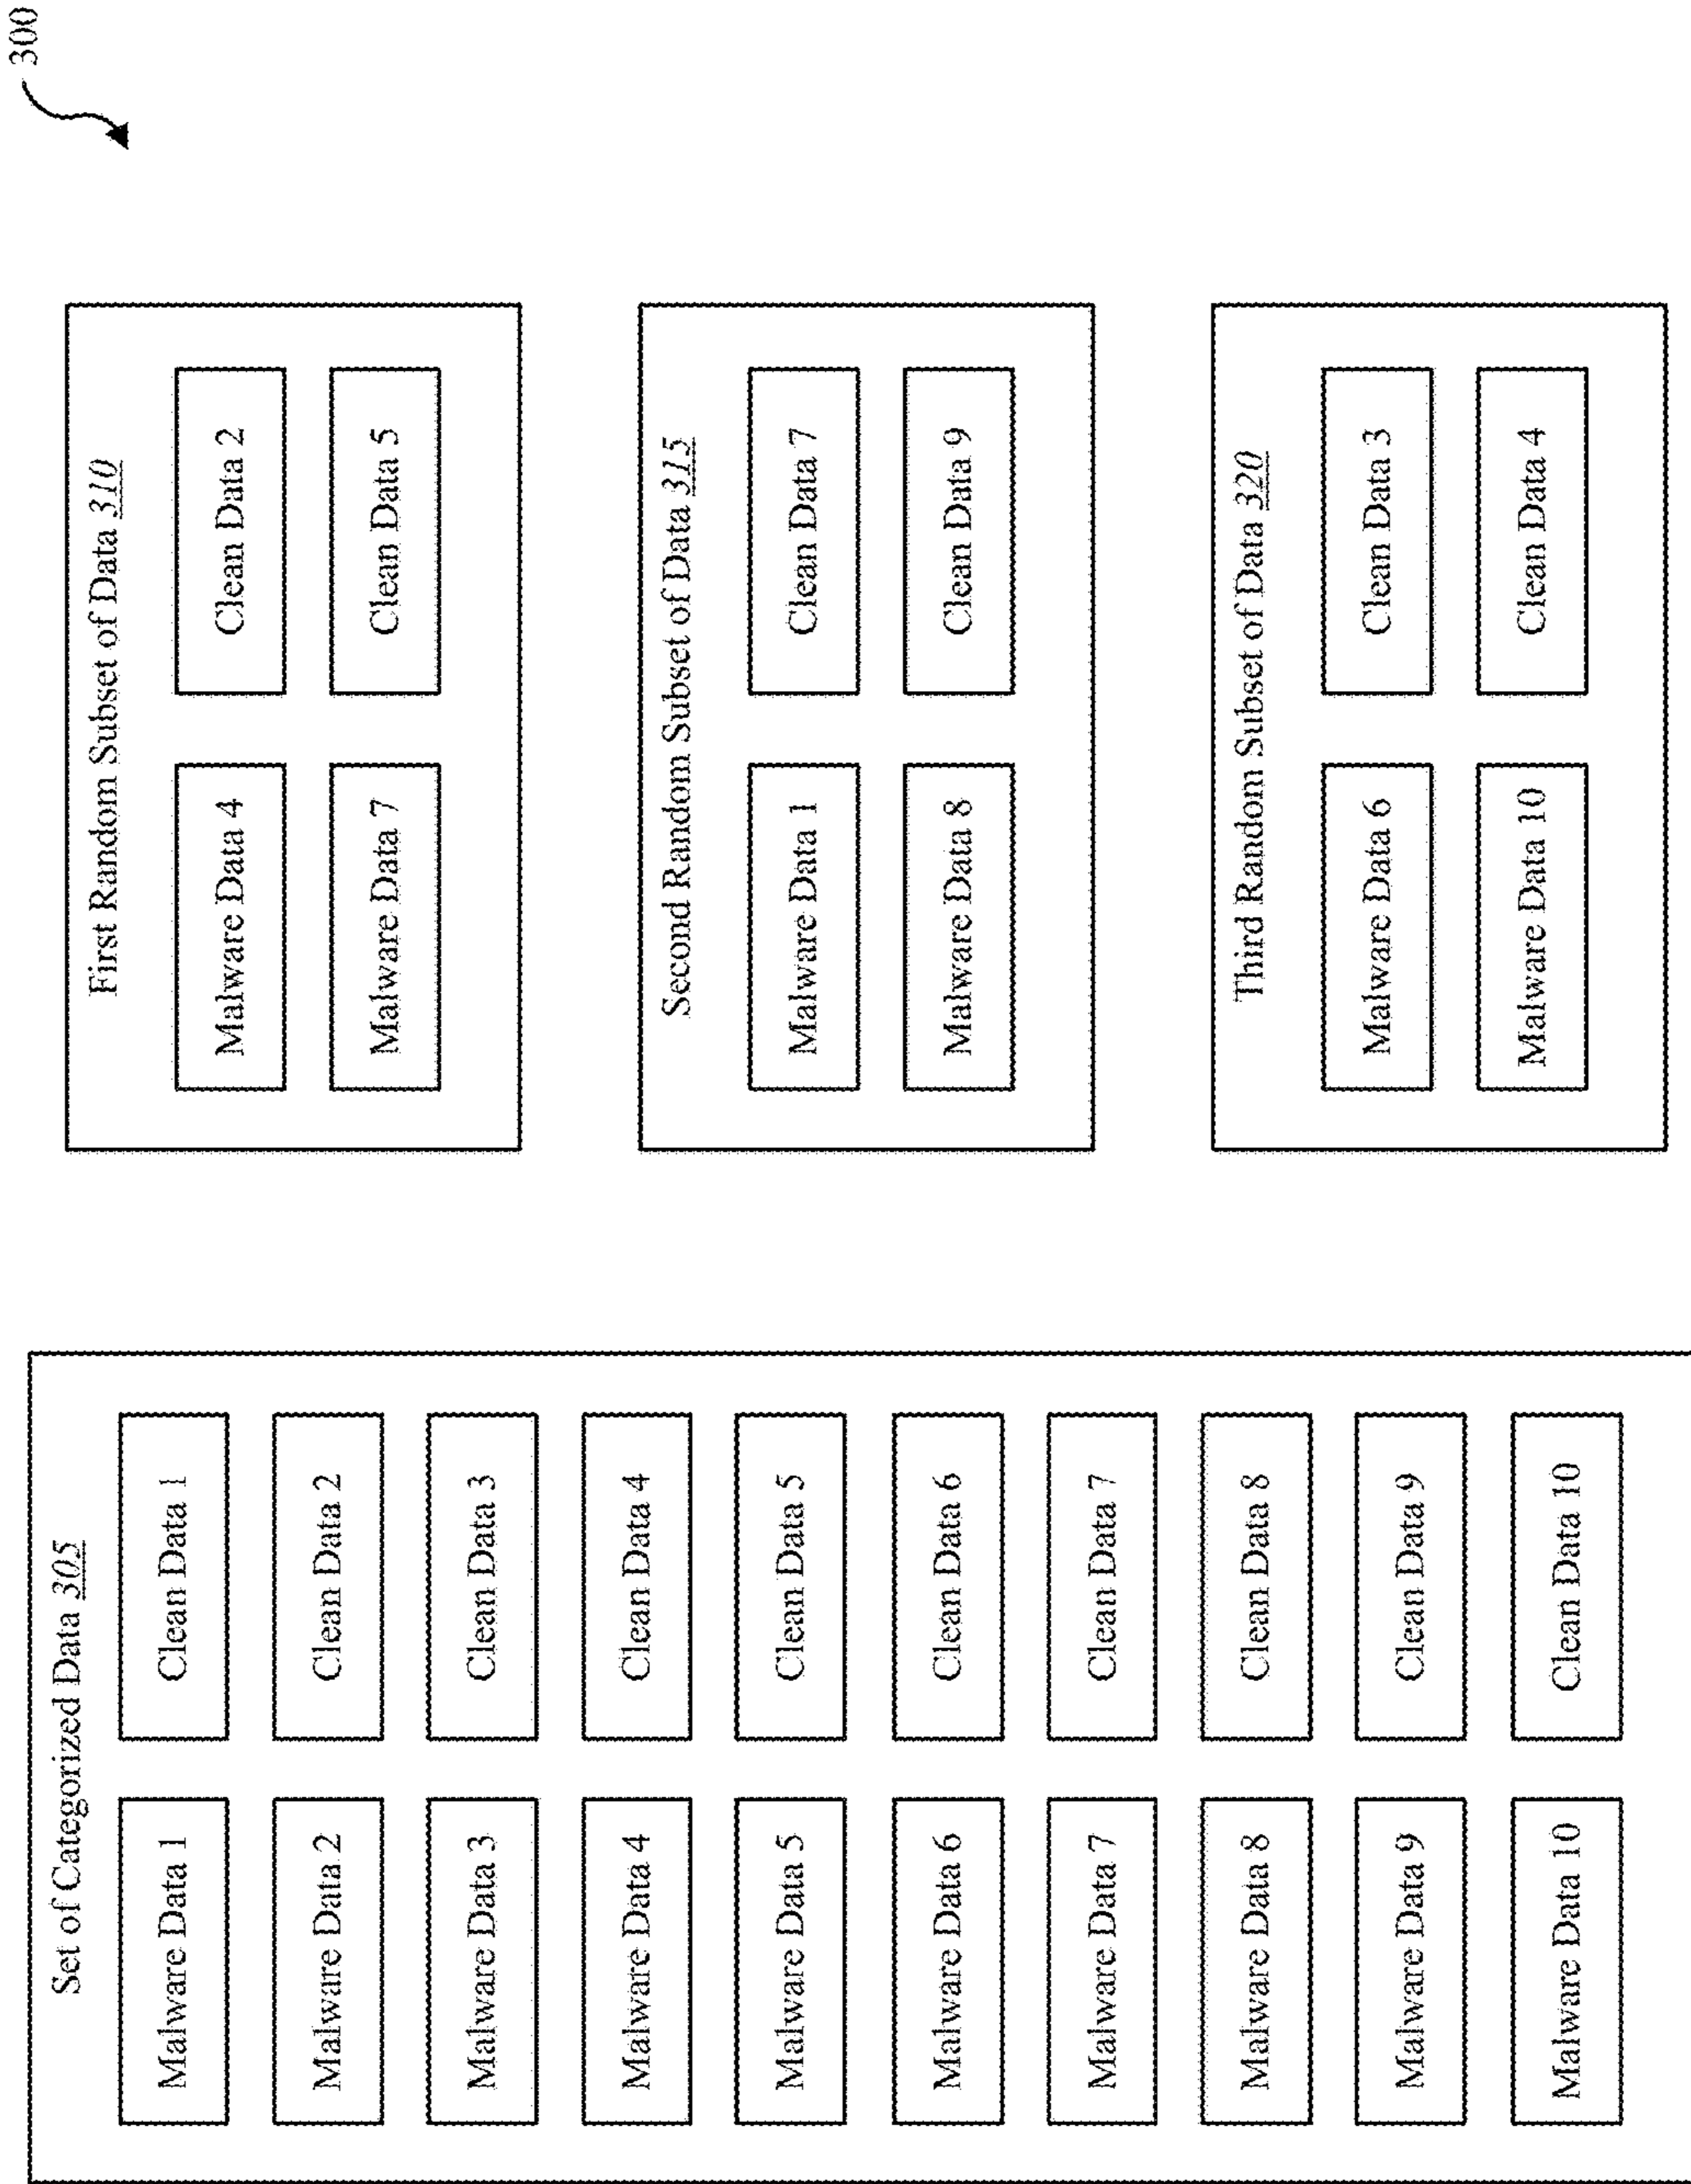 300
Set of Categorized Data 305
Malware Data 1
Clean Data 1
Malware Data 2
Clean Data 2
Malware Data 3
Clean Data 3
Malware Data 4
Clean Data 4
Malware Data 5
Clean Data 5
Malware Data 6
Clean Data 6
Malware Data 7
Clean Data 7
Malware Data 8
Clean Data 8
Malware Data 9
Clean Data 9
Malware Data 10
Clean Data 10
First Random Subset of Data 310
Malware Data 4
Clean Data 2
Malware Data 7
Clean Data 5
Second Random Subset of Data 315
Malware Data 1
Clean Data 7
Malware Data 8
Clean Data 9
Third Random Subset of Data 320
Malware Data 6
Clean Data 3
Malware Data 10
Clean Data 4